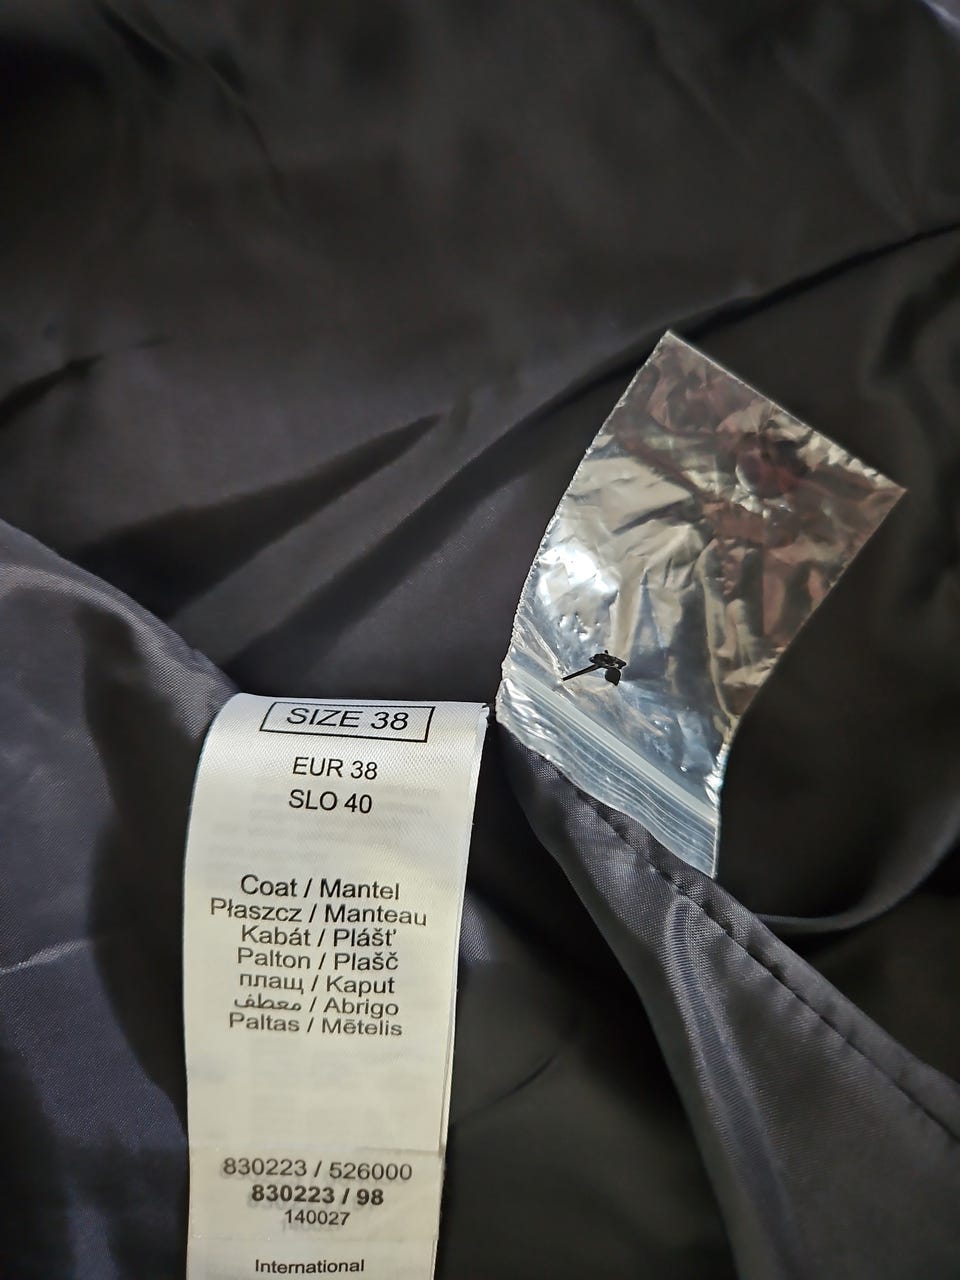 SIZE 38
EUR 38
SLO 40
Coat / Mantel
Płaszcz / Manteau
Kabát / Plášť
Palton / Plašč
плащ / Kaput
معطف / Abrigo
Paltas / Mētelis
830223 / 526000
830223 / 98
140027
International